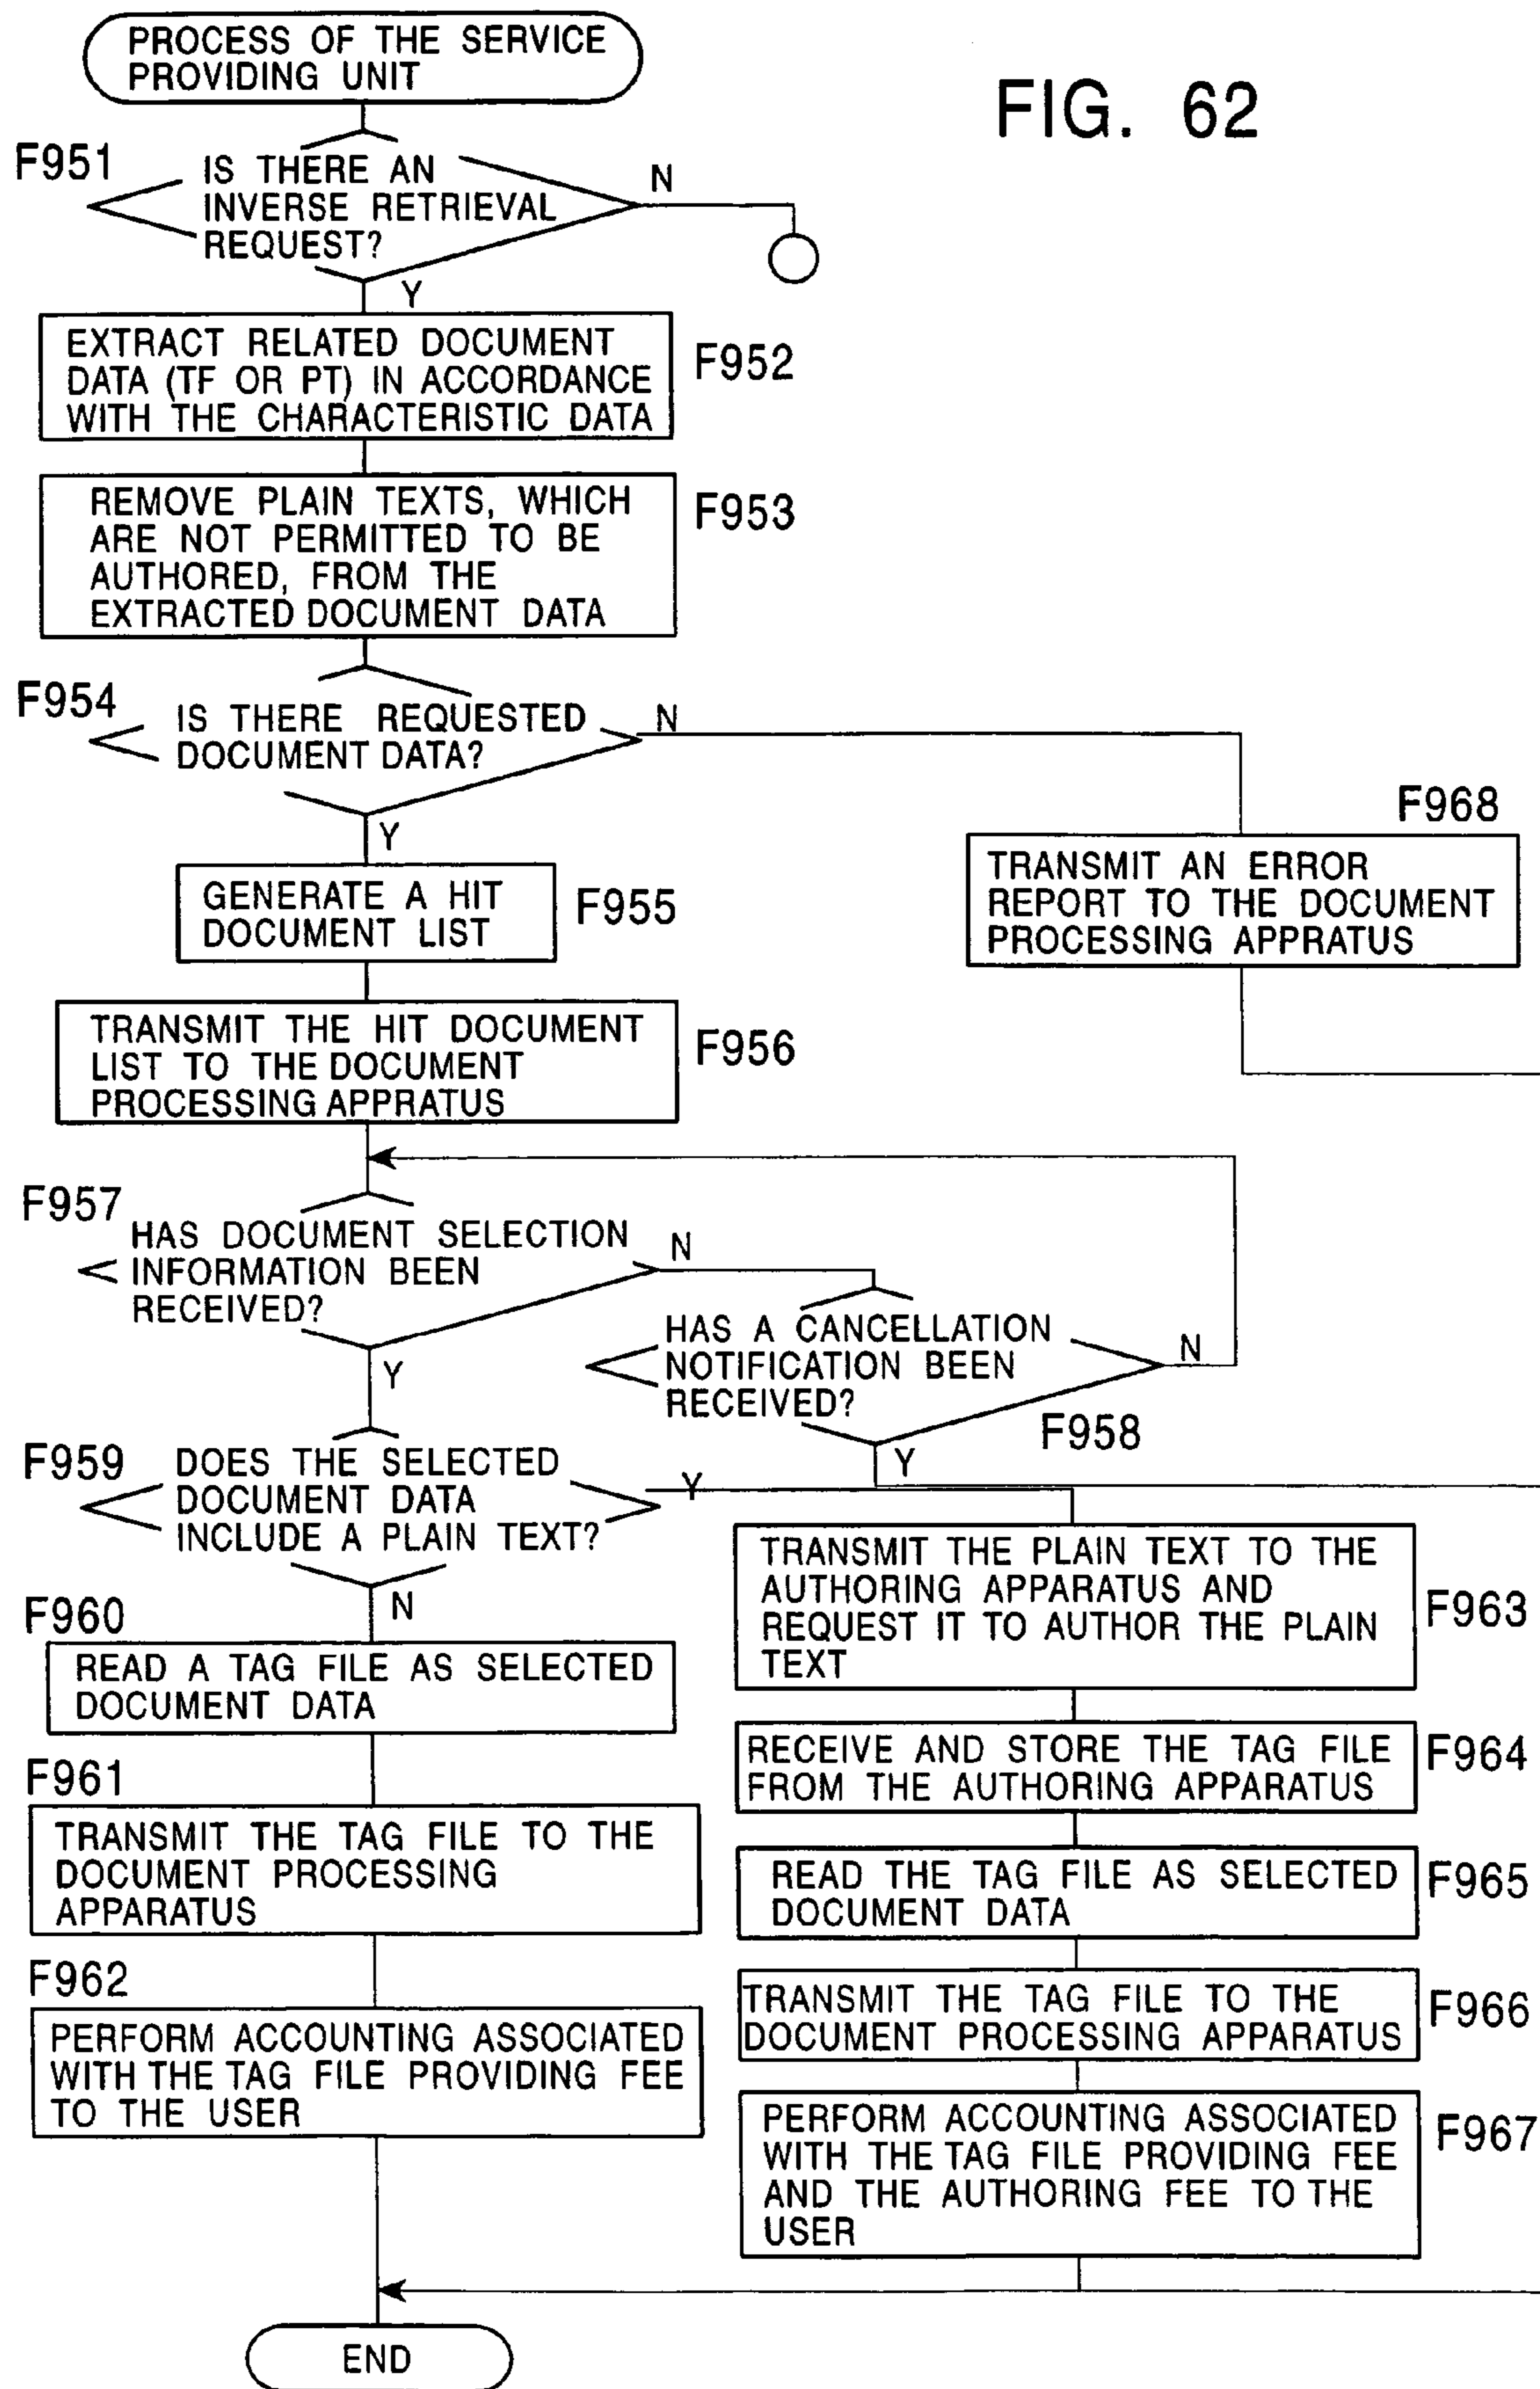 PROCESS OF THE SERVICE
PROVIDING UNIT
FIG. 62
F951
IS THERE AN
INVERSE RETRIEVAL
REQUEST?
N
Y
EXTRACT RELATED DOCUMENT
DATA (TF OR PT) IN ACCORDANCE
WITH THE CHARACTERISTIC DATA
F952
REMOVE PLAIN TEXTS, WHICH
ARE NOT PERMITTED TO BE
AUTHORED, FROM THE
EXTRACTED DOCUMENT DATA
F953
F954
IS THERE REQUESTED
DOCUMENT DATA?
N
Y
F968
TRANSMIT AN ERROR
REPORT TO THE DOCUMENT
PROCESSING APPRATUS
GENERATE A HIT
DOCUMENT LIST
F955
TRANSMIT THE HIT DOCUMENT
LIST TO THE DOCUMENT
PROCESSING APPRATUS
F956
F957
HAS DOCUMENT SELECTION
INFORMATION BEEN
RECEIVED?
N
Y
HAS A CANCELLATION
NOTIFICATION BEEN
RECEIVED?
N
F958
Y
F959
DOES THE SELECTED
DOCUMENT DATA
INCLUDE A PLAIN TEXT?
Y
N
F960
READ A TAG FILE AS SELECTED
DOCUMENT DATA
F961
TRANSMIT THE TAG FILE TO THE
DOCUMENT PROCESSING
APPARATUS
F962
PERFORM ACCOUNTING ASSOCIATED
WITH THE TAG FILE PROVIDING FEE
TO THE USER
TRANSMIT THE PLAIN TEXT TO THE
AUTHORING APPARATUS AND
REQUEST IT TO AUTHOR THE PLAIN
TEXT
F963
RECEIVE AND STORE THE TAG FILE
FROM THE AUTHORING APPARATUS
F964
READ THE TAG FILE AS SELECTED
DOCUMENT DATA
F965
TRANSMIT THE TAG FILE TO THE
DOCUMENT PROCESSING APPARATUS
F966
PERFORM ACCOUNTING ASSOCIATED
WITH THE TAG FILE PROVIDING FEE
AND THE AUTHORING FEE TO THE
USER
F967
END